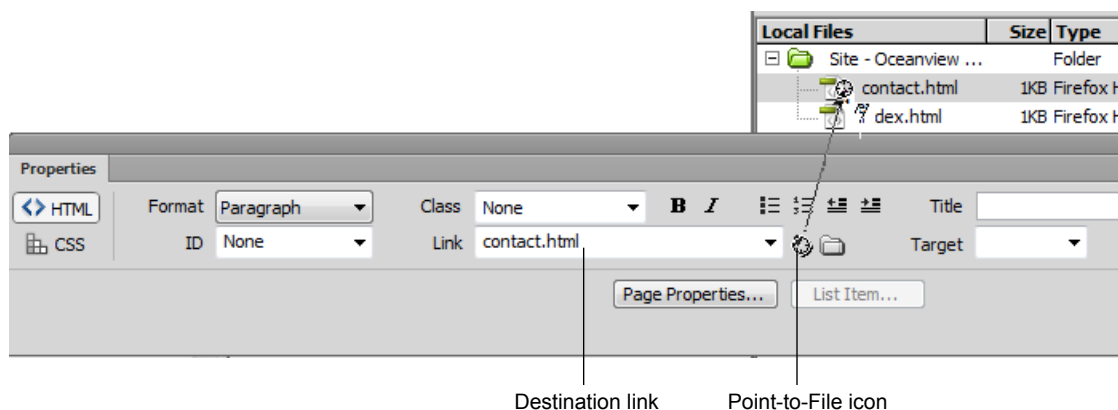 Local Files Size Type
Site - Oceanview ... Folder
contact.html 1KB Firefox H
dex.html 1KB Firefox H
Properties
<> HTML Format Paragraph Class None B I Title
CSS ID None Link contact.html Target
Page Properties... List Item...
Destination link Point-to-File icon